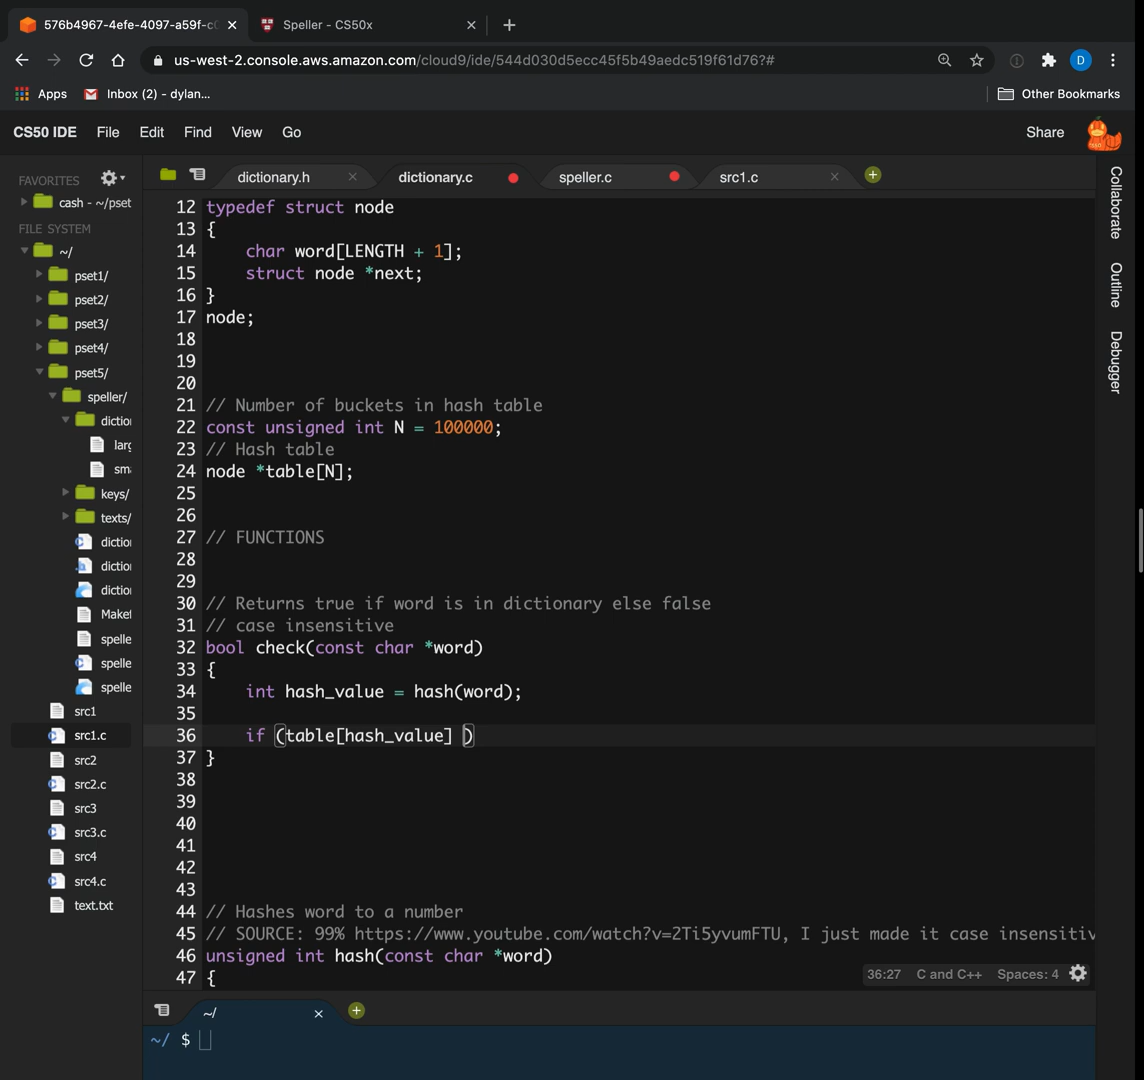 576b4967-4efe-4097-a59f-c0
Speller - CS50x
us-west-2.console.aws.amazon.com/cloud9/ide/544d030d5ecc45f5b49aedc519f61d76?#
D
Apps
Inbox (2) - dylan...
Other Bookmarks
CS50 IDE File Edit Find View Go
Share
FAVORITES
cash - ~/pset
FILE SYSTEM
~/
pset1/
pset2/
pset3/
pset4/
pset5/
speller/
diction
larg
sma
keys/
texts/
diction
diction
diction
Makef
spelle
spelle
spelle
src1
src1.c
src2
src2.c
src3
src3.c
src4
src4.c
text.txt
dictionary.h dictionary.c speller.c src1.c
12 typedef struct node
13 {
14     char word[LENGTH + 1];
15     struct node *next;
16 }
17 node;
18
19
20
21 // Number of buckets in hash table
22 const unsigned int N = 100000;
23 // Hash table
24 node *table[N];
25
26
27 // FUNCTIONS
28
29
30 // Returns true if word is in dictionary else false
31 // case insensitive
32 bool check(const char *word)
33 {
34     int hash_value = hash(word);
35
36     if (table[hash_value] )
37 }
38
39
40
41
42
43
44 // Hashes word to a number
45 // SOURCE: 99% https://www.youtube.com/watch?v=2Ti5yvumFTU, I just made it case insensitiv
46 unsigned int hash(const char *word)
47 {
36:27 C and C++ Spaces: 4
Collaborate
Outline
Debugger
~/
~/ $